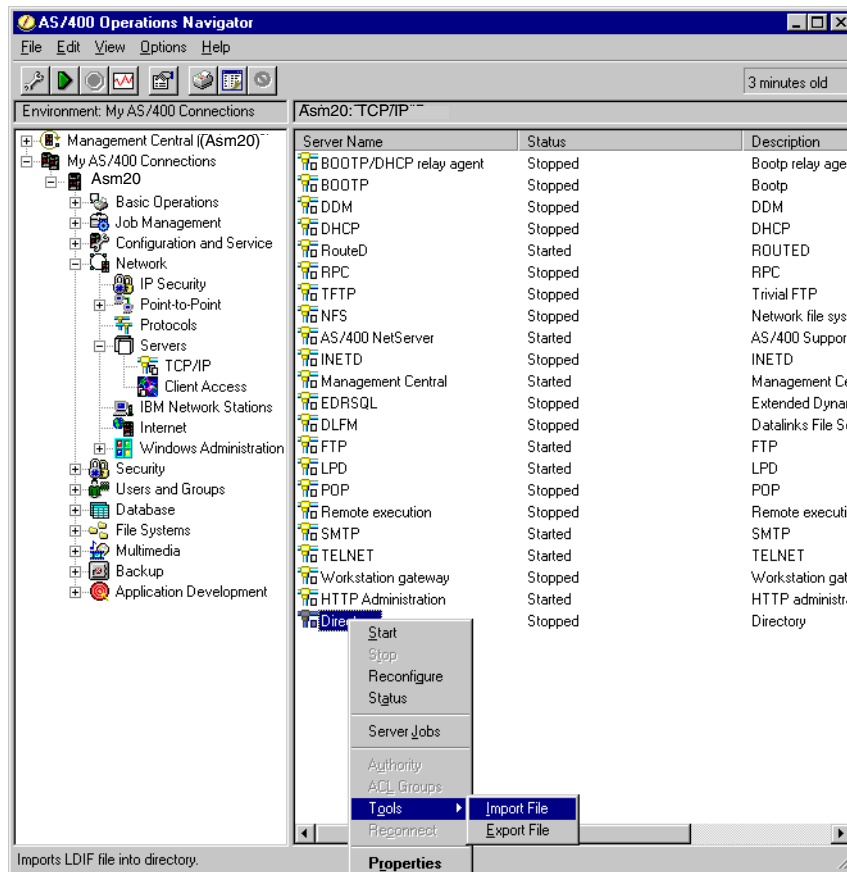 AS/400 Operations Navigator
File Edit View Options Help
3 minutes old
Environment: My AS/400 Connections
Asm20: TCP/IP
Management Central (Asm20)
My AS/400 Connections
Asm20
Basic Operations
Job Management
Configuration and Service
Network
IP Security
Point-to-Point
Protocols
Servers
TCP/IP
Client Access
IBM Network Stations
Internet
Windows Administration
Security
Users and Groups
Database
File Systems
Multimedia
Backup
Application Development
Server Name Status Description
BOOTP/DHCP relay agent Stopped Bootp relay age
BOOTP Stopped Bootp
DDM Stopped DDM
DHCP Stopped DHCP
RouteD Started ROUTED
RPC Stopped RPC
TFTP Stopped Trivial FTP
NFS Stopped Network file sys
AS/400 NetServer Started AS/400 Suppor
INETD Stopped INETD
Management Central Started Management Ce
EDRSQL Stopped Extended Dynar
DLFM Stopped Datalinks File Se
FTP Started FTP
LPD Started LPD
POP Stopped POP
Remote execution Stopped Remote executi
SMTP Started SMTP
TELNET Started TELNET
Workstation gateway Stopped Workstation gat
HTTP Administration Started HTTP administra
Direc Stopped Directory
Start
Stop
Reconfigure
Status
Server Jobs
Authority
ACL Groups
Tools
Reconnect
Properties
Import File
Export File
Imports LDIF file into directory.